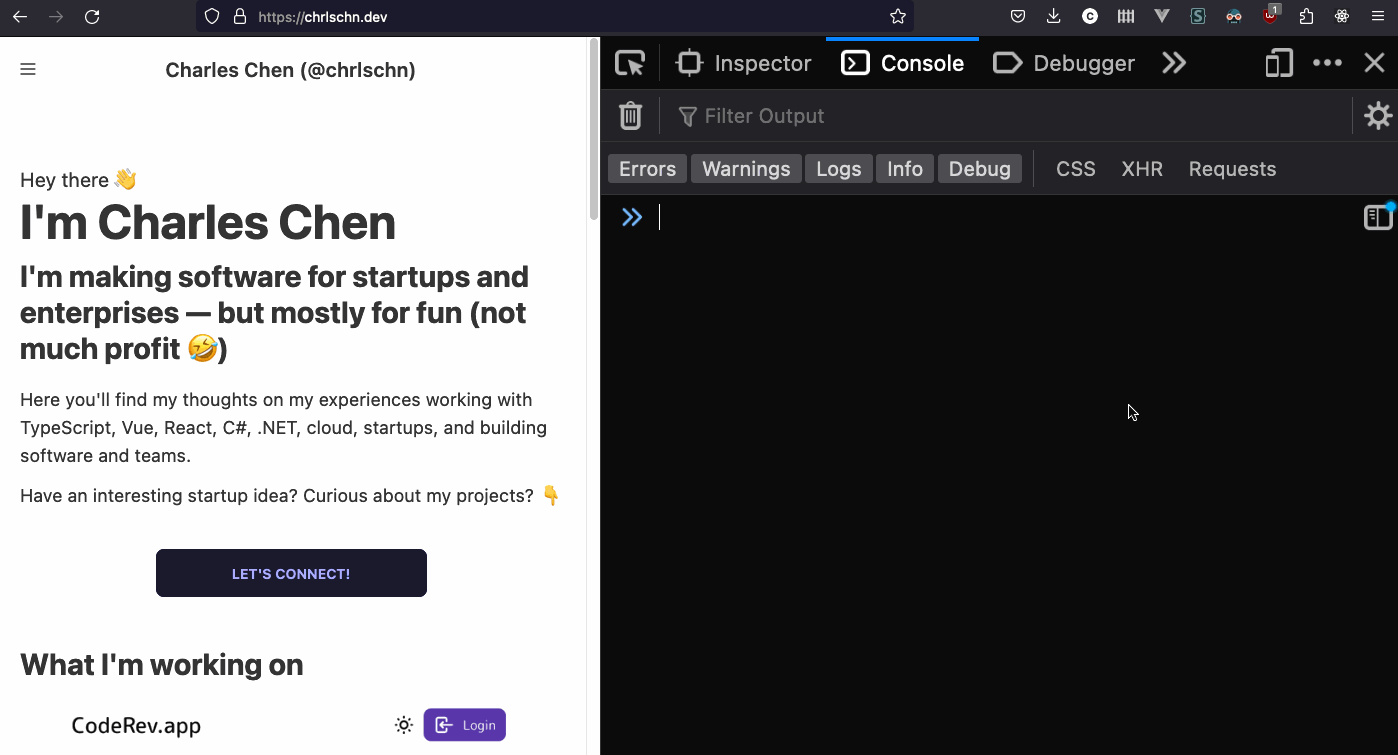 https://chrlschn.dev
1
Charles Chen (@chrlschn)
Hey there 👋
I'm Charles Chen
I'm making software for startups and
enterprises — but mostly for fun (not
much profit 🤣)
Here you'll find my thoughts on my experiences working with
TypeScript, Vue, React, C#, .NET, cloud, startups, and building
software and teams.
Have an interesting startup idea? Curious about my projects? 👇
LET'S CONNECT!
What I'm working on
CodeRev.app
Login
Inspector
Console
Debugger
Filter Output
Errors
Warnings
Logs
Info
Debug
CSS
XHR
Requests